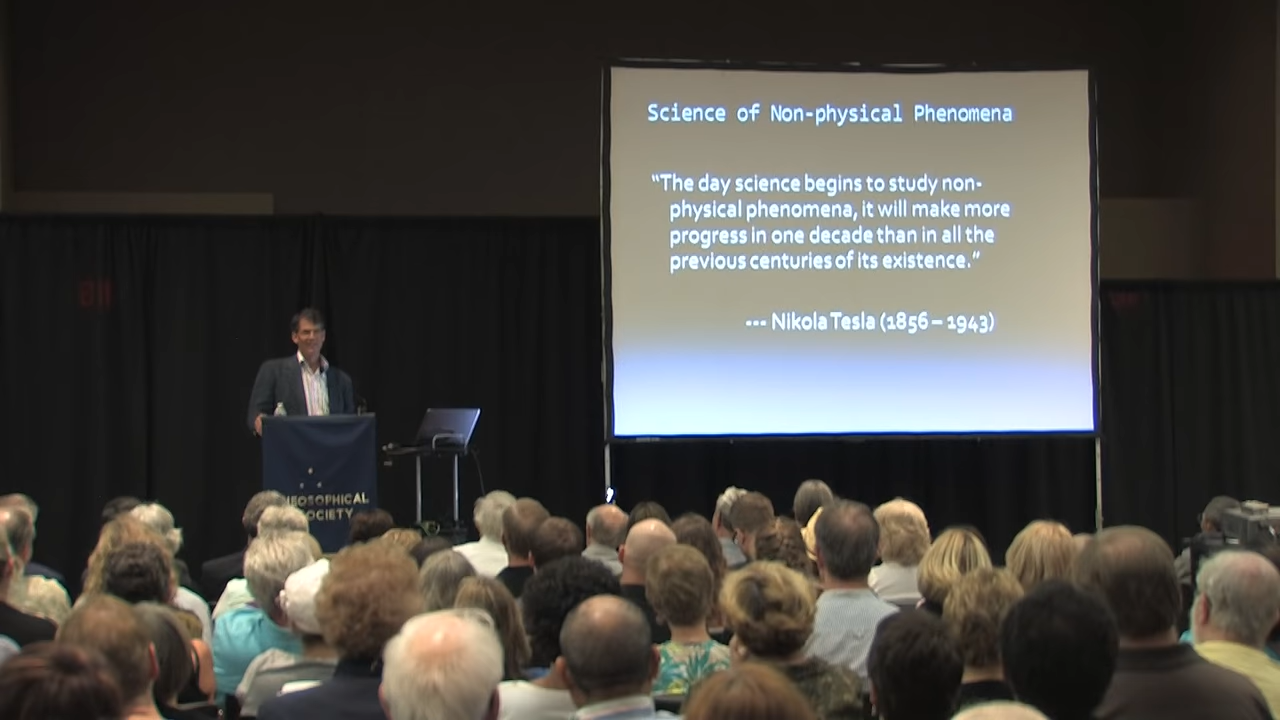 Science of Non-physical Phenomena
“The day science begins to study non-
physical phenomena, it will make more
progress in one decade than in all the
previous centuries of its existence.”
--- Nikola Tesla (1856 – 1943)
HEOSOPHICAL
SOCIETY